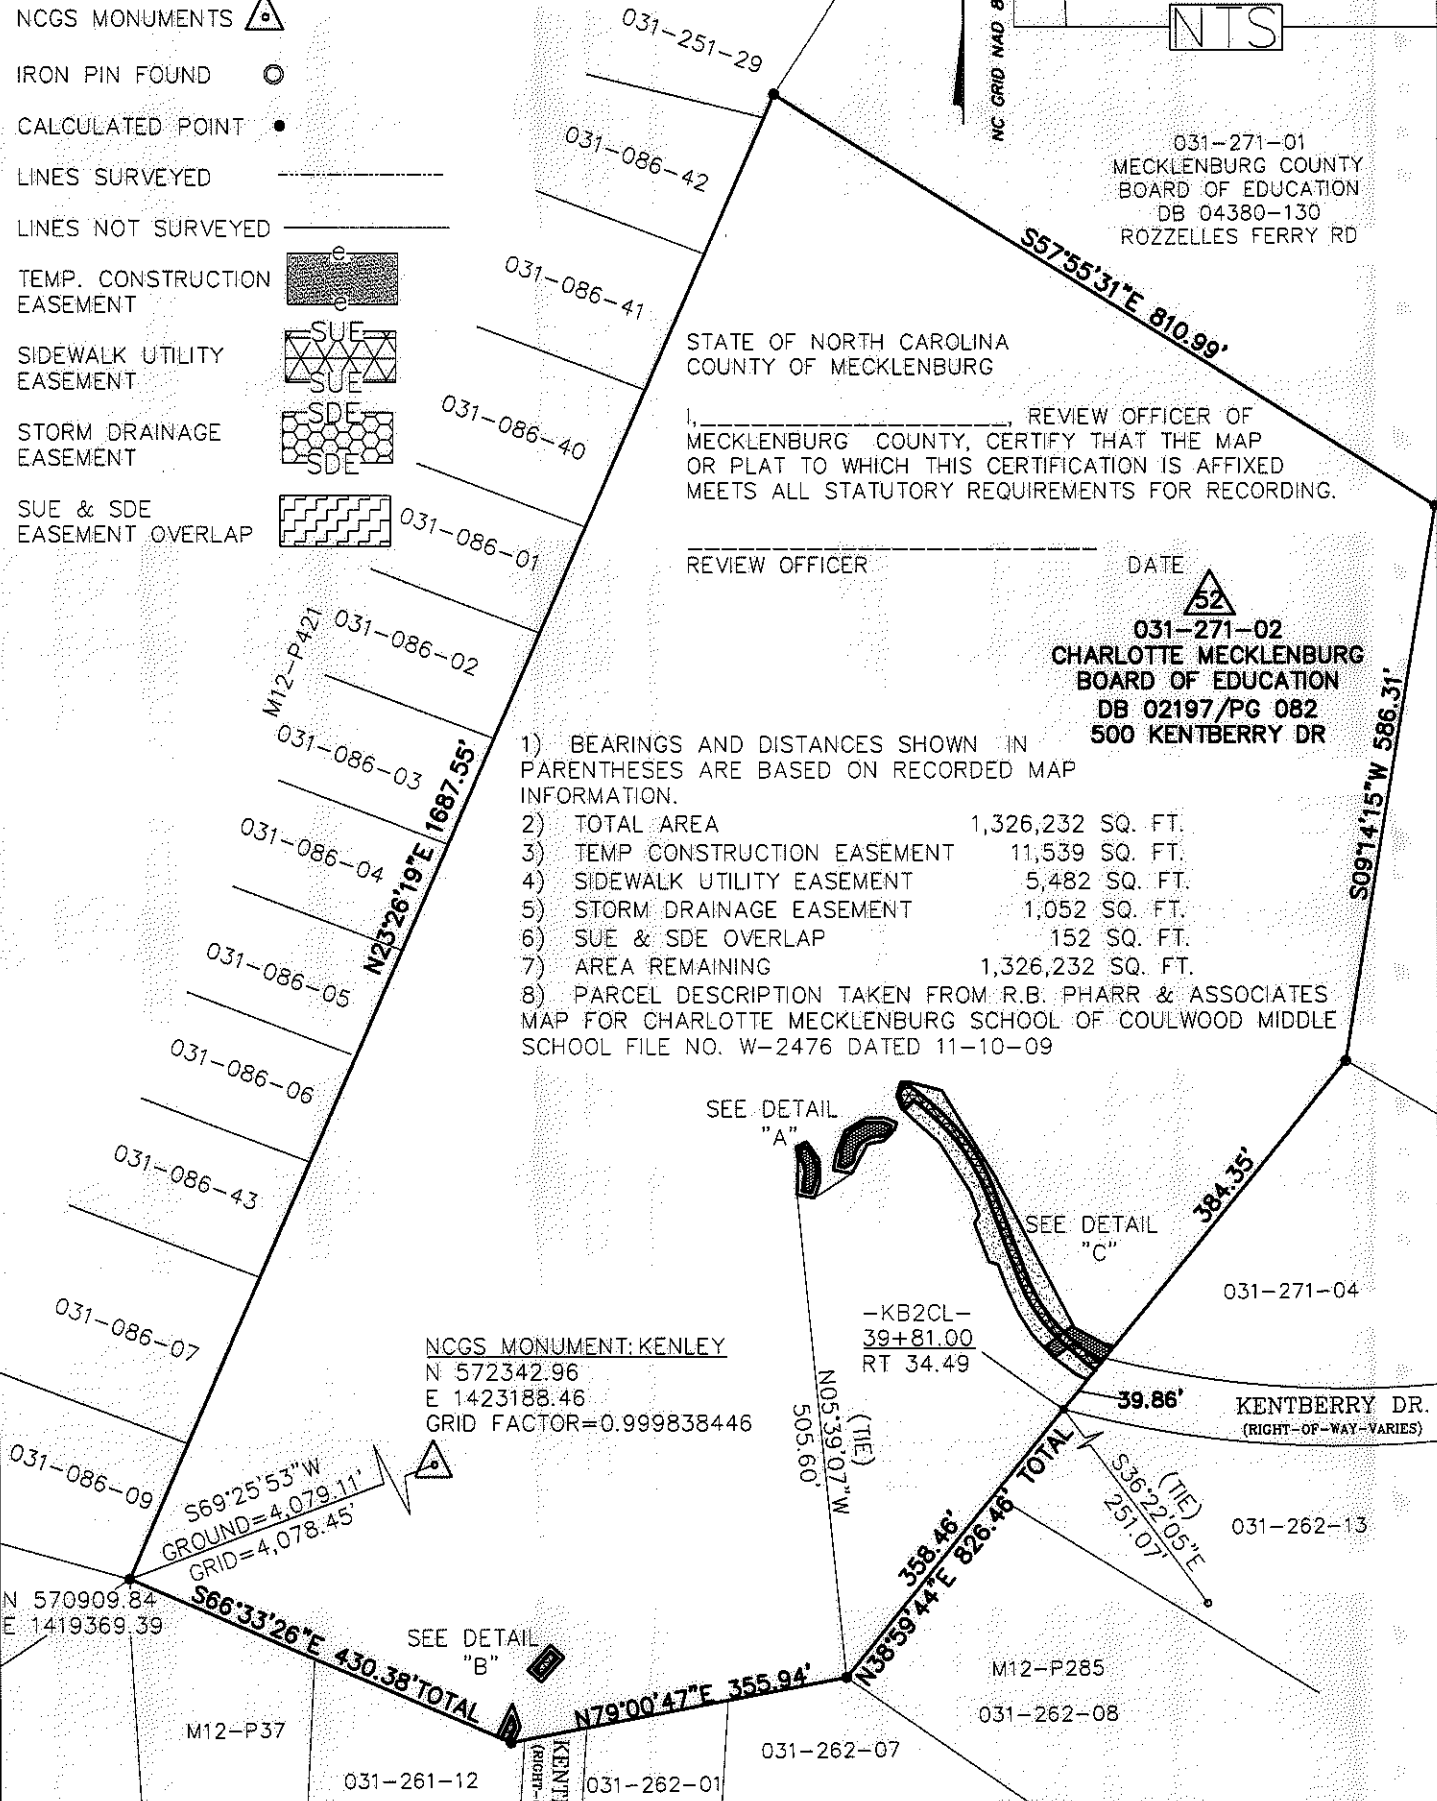 NCGS MONUMENTS
IRON PIN FOUND
CALCULATED POINT
LINES SURVEYED
LINES NOT SURVEYED
TEMP. CONSTRUCTION
EASEMENT
e
e
SIDEWALK UTILITY
EASEMENT
SUE
SUE
STORM DRAINAGE
EASEMENT
SDE
SDE
SUE & SDE
EASEMENT OVERLAP
NC GRID NAD 8
NTS
031-251-29
031-086-42
031-086-41
031-086-40
031-086-01
031-086-02
M12-P421
031-086-03
031-086-04
031-086-05
031-086-06
031-086-43
031-086-07
031-086-09
N23°26'19"E 1687.55'
031-271-01
MECKLENBURG COUNTY
BOARD OF EDUCATION
DB 04380-130
ROZZELLES FERRY RD
S57°55'31"E 810.99'
STATE OF NORTH CAROLINA
COUNTY OF MECKLENBURG
I,____________________, REVIEW OFFICER OF
MECKLENBURG COUNTY, CERTIFY THAT THE MAP
OR PLAT TO WHICH THIS CERTIFICATION IS AFFIXED
MEETS ALL STATUTORY REQUIREMENTS FOR RECORDING.
REVIEW OFFICER DATE
52
031-271-02
CHARLOTTE MECKLENBURG
BOARD OF EDUCATION
DB 02197/PG 082
500 KENTBERRY DR
S09°14'15"W 586.31'
1) BEARINGS AND DISTANCES SHOWN IN
PARENTHESES ARE BASED ON RECORDED MAP
INFORMATION.
2) TOTAL AREA 1,326,232 SQ. FT.
3) TEMP CONSTRUCTION EASEMENT 11,539 SQ. FT.
4) SIDEWALK UTILITY EASEMENT 5,482 SQ. FT.
5) STORM DRAINAGE EASEMENT 1,052 SQ. FT.
6) SUE & SDE OVERLAP 152 SQ. FT.
7) AREA REMAINING 1,326,232 SQ. FT.
8) PARCEL DESCRIPTION TAKEN FROM R.B. PHARR & ASSOCIATES
MAP FOR CHARLOTTE MECKLENBURG SCHOOL OF COULWOOD MIDDLE
SCHOOL FILE NO. W-2476 DATED 11-10-09
SEE DETAIL
"A"
SEE DETAIL
"C"
384.35'
031-271-04
-KB2CL-
39+81.00
RT 34.49
NCGS MONUMENT: KENLEY
N 572342.96
E 1423188.46
GRID FACTOR=0.999838446
(TIE)
N05°39'07"W
505.60'
39.86'
KENTBERRY DR.
(RIGHT-OF-WAY-VARIES)
S69°25'53"W
GROUND=4,079.11'
GRID=4,078.45'
(TIE)
S36°22'05"E
251.07'
031-262-13
358.46'
N38°59'44"E 826.46' TOTAL
N 570909.84
E 1419369.39
S66°33'26"E 430.38'TOTAL
SEE DETAIL
"B"
N79°00'47"E 355.94'
M12-P285
031-262-08
M12-P37
031-261-12
KENT
(RIGHT-
031-262-01
031-262-07